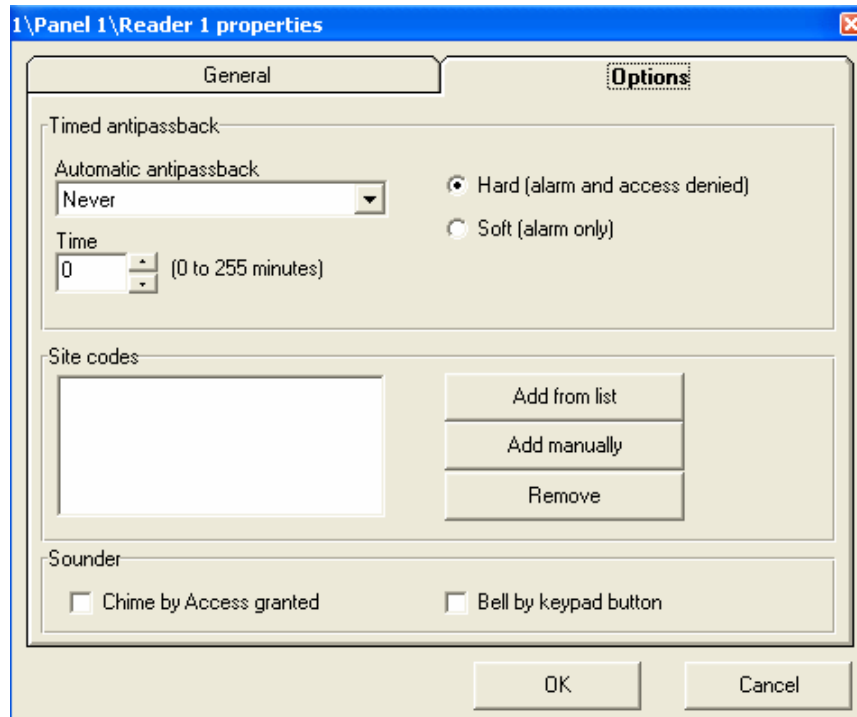 1\Panel 1\Reader 1 properties
General
Options
Timed antipassback
Automatic antipassback
Never
Hard (alarm and access denied)
Soft (alarm only)
Time
0
(0 to 255 minutes)
Site codes
Add from list
Add manually
Remove
Sounder
Chime by Access granted
Bell by keypad button
OK
Cancel